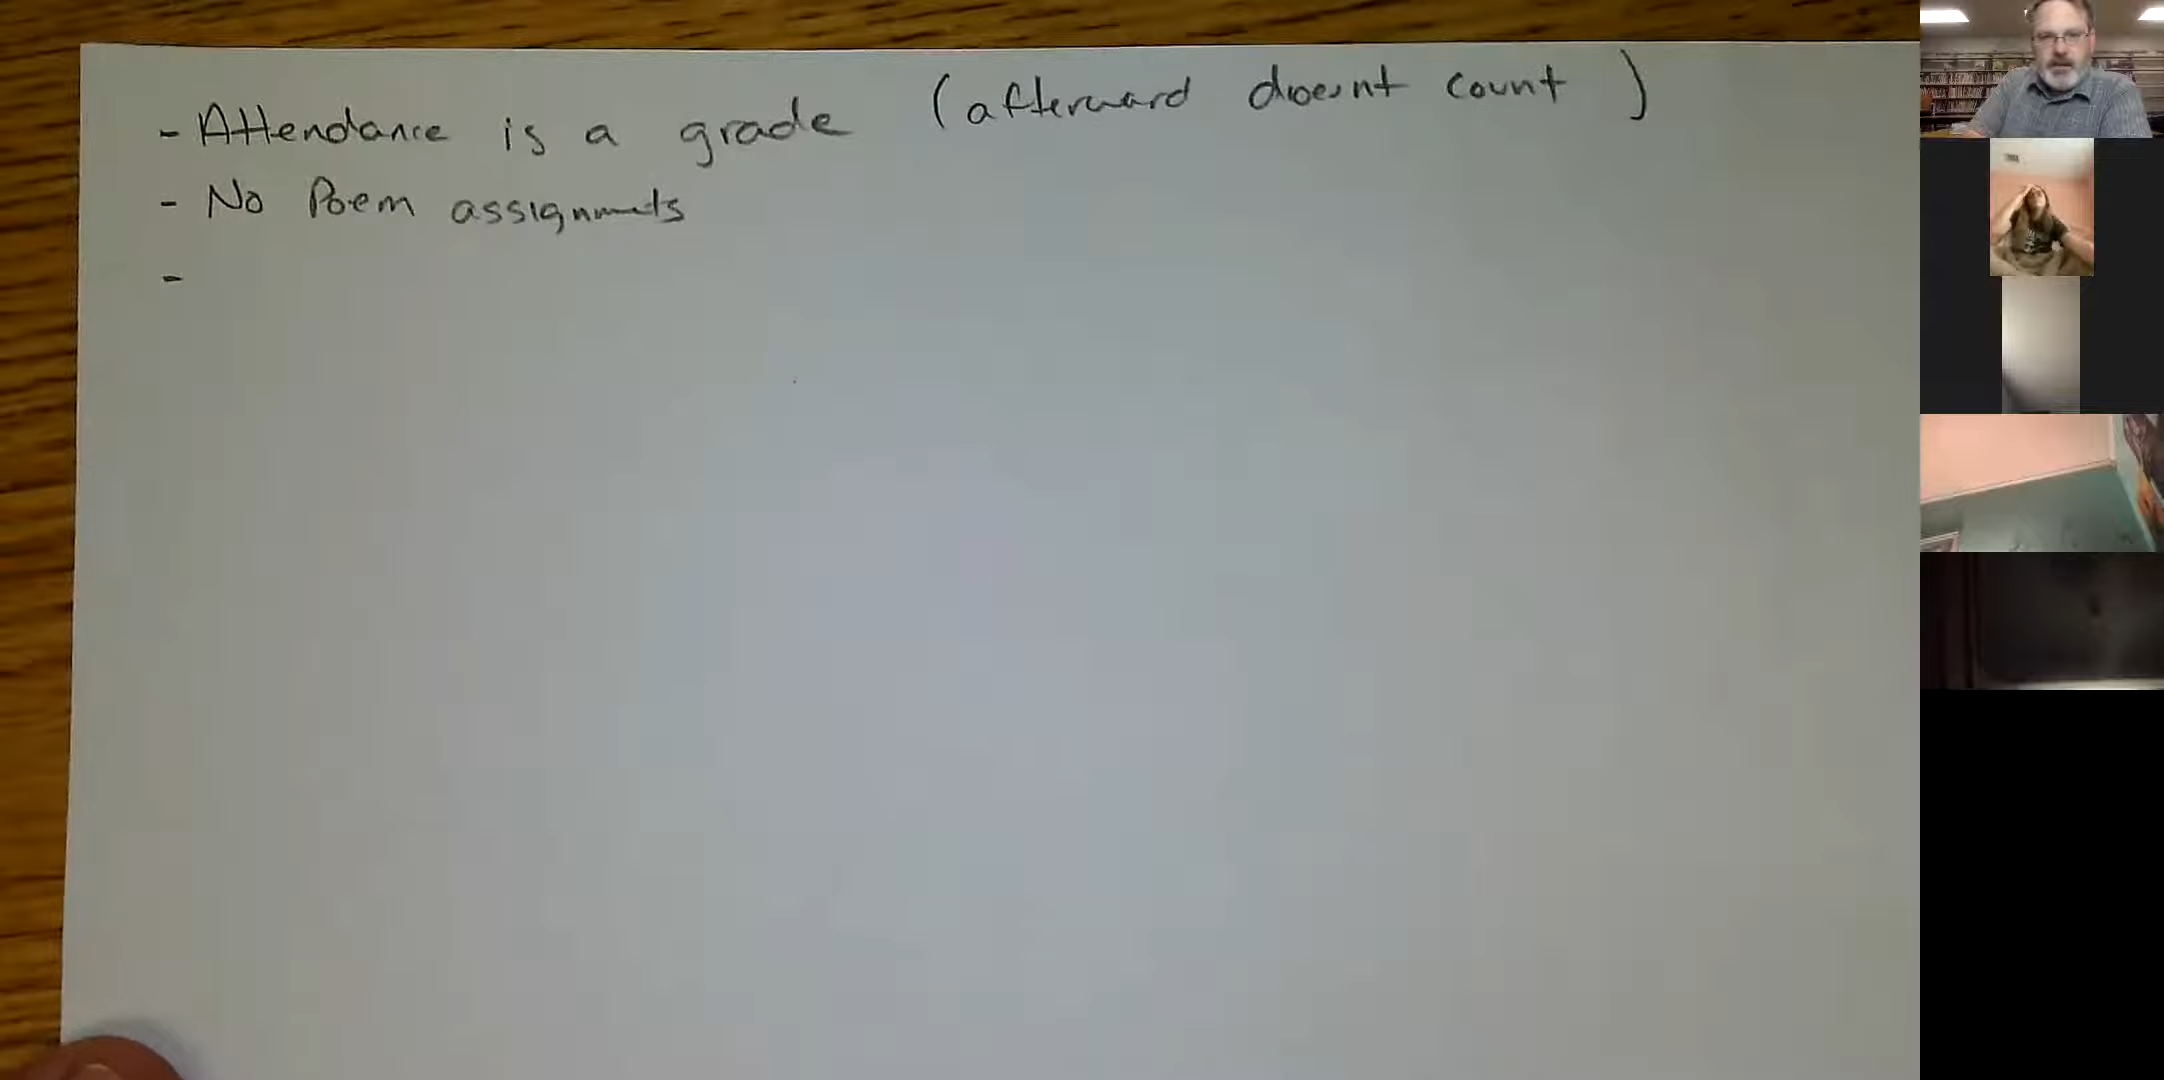 - Attendance is a grade (afterward doesnt count )
- No Poem assignments
-